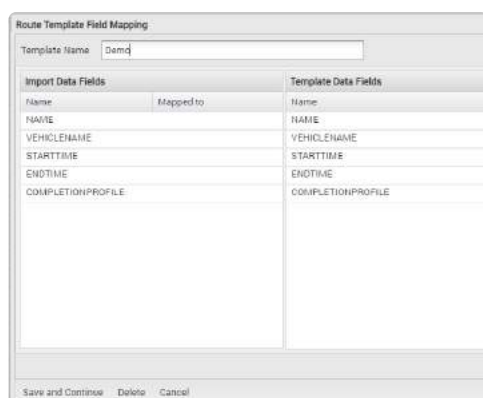 Route Template Field Mapping
Template Name Demo
Import Data Fields Template Data Fields
Name Mapped to Name
NAME NAME
VEHICLENAME VEHICLENAME
STARTTIME STARTTIME
ENDTIME ENDTIME
COMPLETIONPROFILE COMPLETIONPROFILE
Save and Continue Delete Cancel